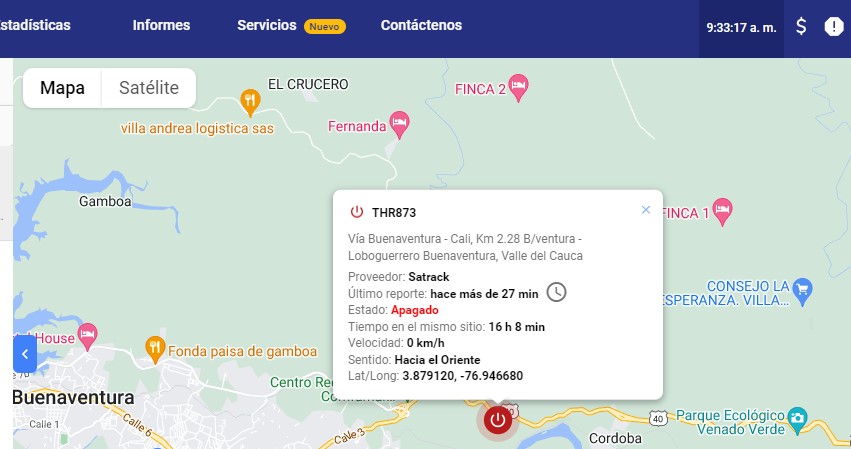 Informes
Servicios Nuevo
Contáctenos
9:33:17 a. m.
$
Mapa
Satélite
EL CRUCERO
villa andrea logistica sas
Fernanda
FINCA 2
Gamboa
FINCA 1
THR873
Vía Buenaventura - Cali, Km 2.28 B/ventura -
Loboguerrero Buenaventura, Valle del Cauca
Proveedor: Satrack
Último reporte: hace más de 27 min
Estado: Apagado
Tiempo en el mismo sitio: 16 h 8 min
Velocidad: 0 km/h
Sentido: Hacia el Oriente
Lat/Long: 3.879120, -76.946680
CONSEJO LA
House
Fonda paisa de gamboa
Centro
Buenaventura
Calle 1
Calle 6
Calle 3
40
Parque Ecológico
Venado Verde
Cordoba